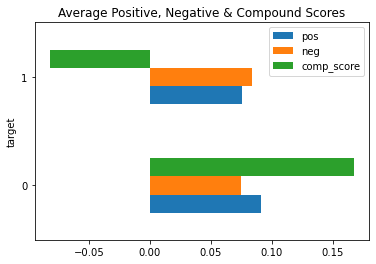 Average Positive, Negative & Compound Scores
pos
neg
comp_score
1
target
0
−0.05
0.00
0.05
0.10
0.15